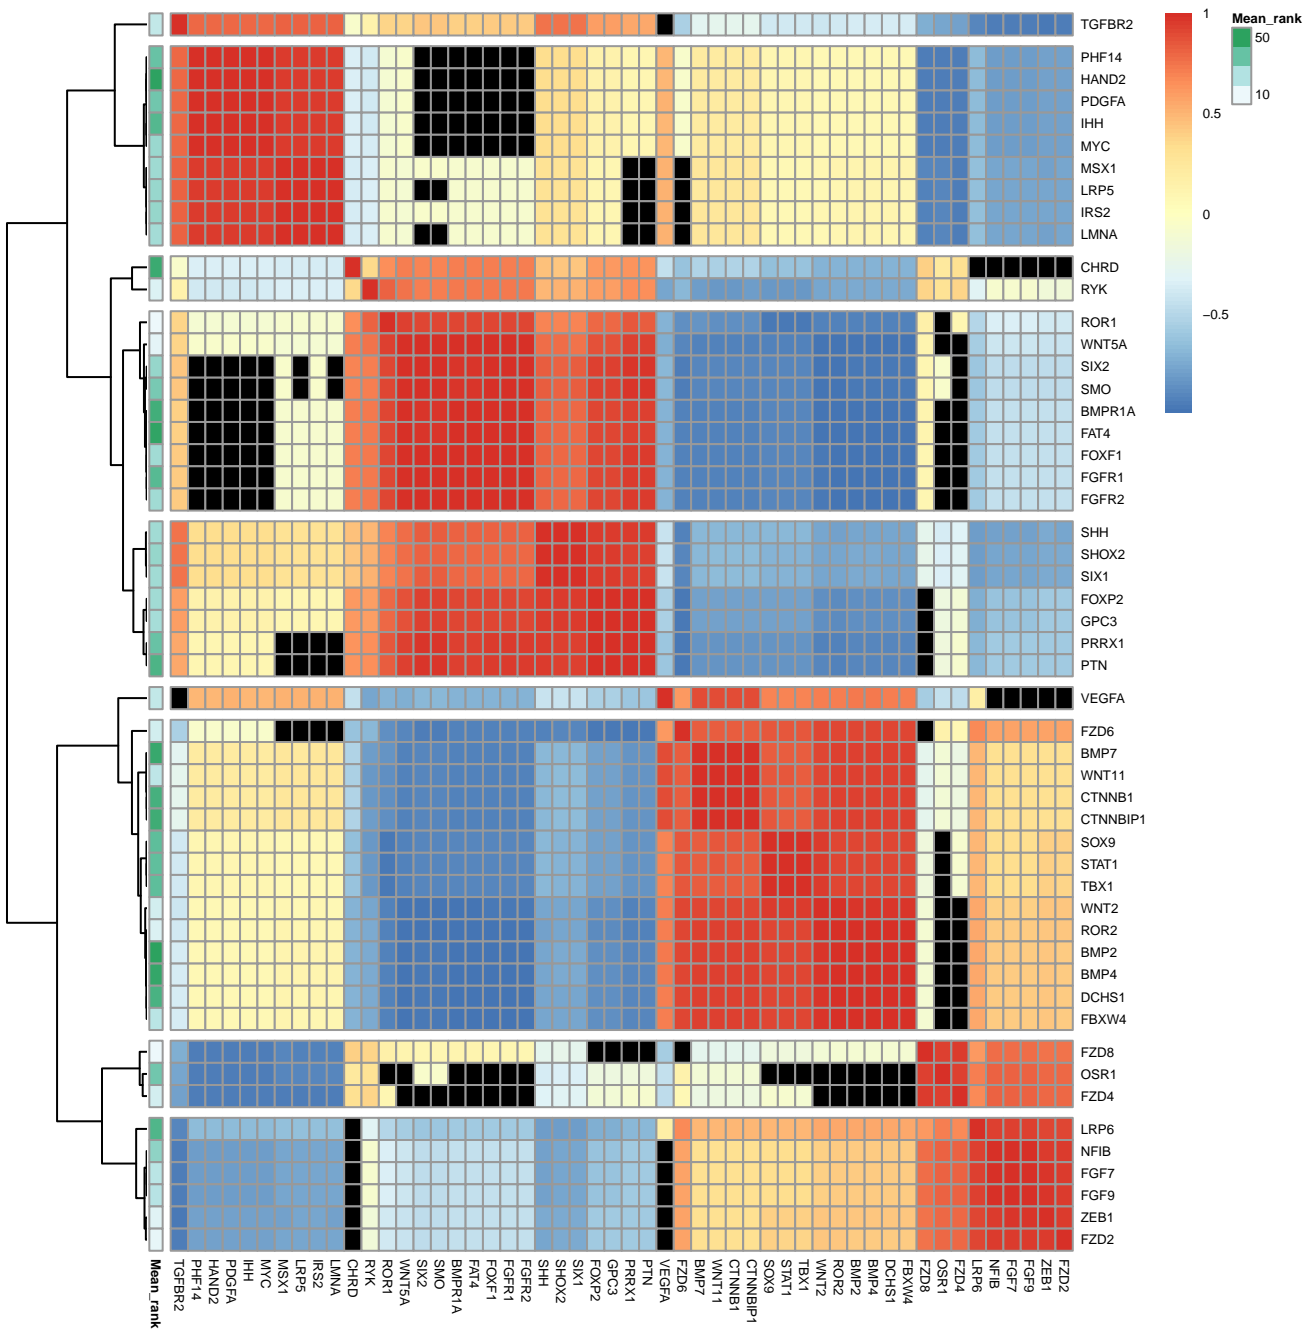 TGFBR2
PHF14
HAND2
PDGFA
IHH
MYC
MSX1
LRP5
IRS2
LMNA
CHRD
RYK
ROR1
WNT5A
SIX2
SMO
BMPR1A
FAT4
FOXF1
FGFR1
FGFR2
SHH
SHOX2
SIX1
FOXP2
GPC3
PRRX1
PTN
VEGFA
FZD6
BMP7
WNT11
CTNNB1
CTNNBIP1
SOX9
STAT1
TBX1
WNT2
ROR2
BMP2
BMP4
DCHS1
FBXW4
FZD8
OSR1
FZD4
LRP6
NFIB
FGF7
FGF9
ZEB1
FZD2
1
0.5
0
−0.5
Mean_rank
50
10
Mean_rank
TGFBR2
PHF14
HAND2
PDGFA
IHH
MYC
MSX1
LRP5
IRS2
LMNA
CHRD
RYK
ROR1
WNT5A
SIX2
SMO
BMPR1A
FAT4
FOXF1
FGFR1
FGFR2
SHH
SHOX2
SIX1
FOXP2
GPC3
PRRX1
PTN
VEGFA
FZD6
BMP7
WNT11
CTNNB1
CTNNBIP1
SOX9
STAT1
TBX1
WNT2
ROR2
BMP2
BMP4
DCHS1
FBXW4
FZD8
OSR1
FZD4
LRP6
NFIB
FGF7
FGF9
ZEB1
FZD2